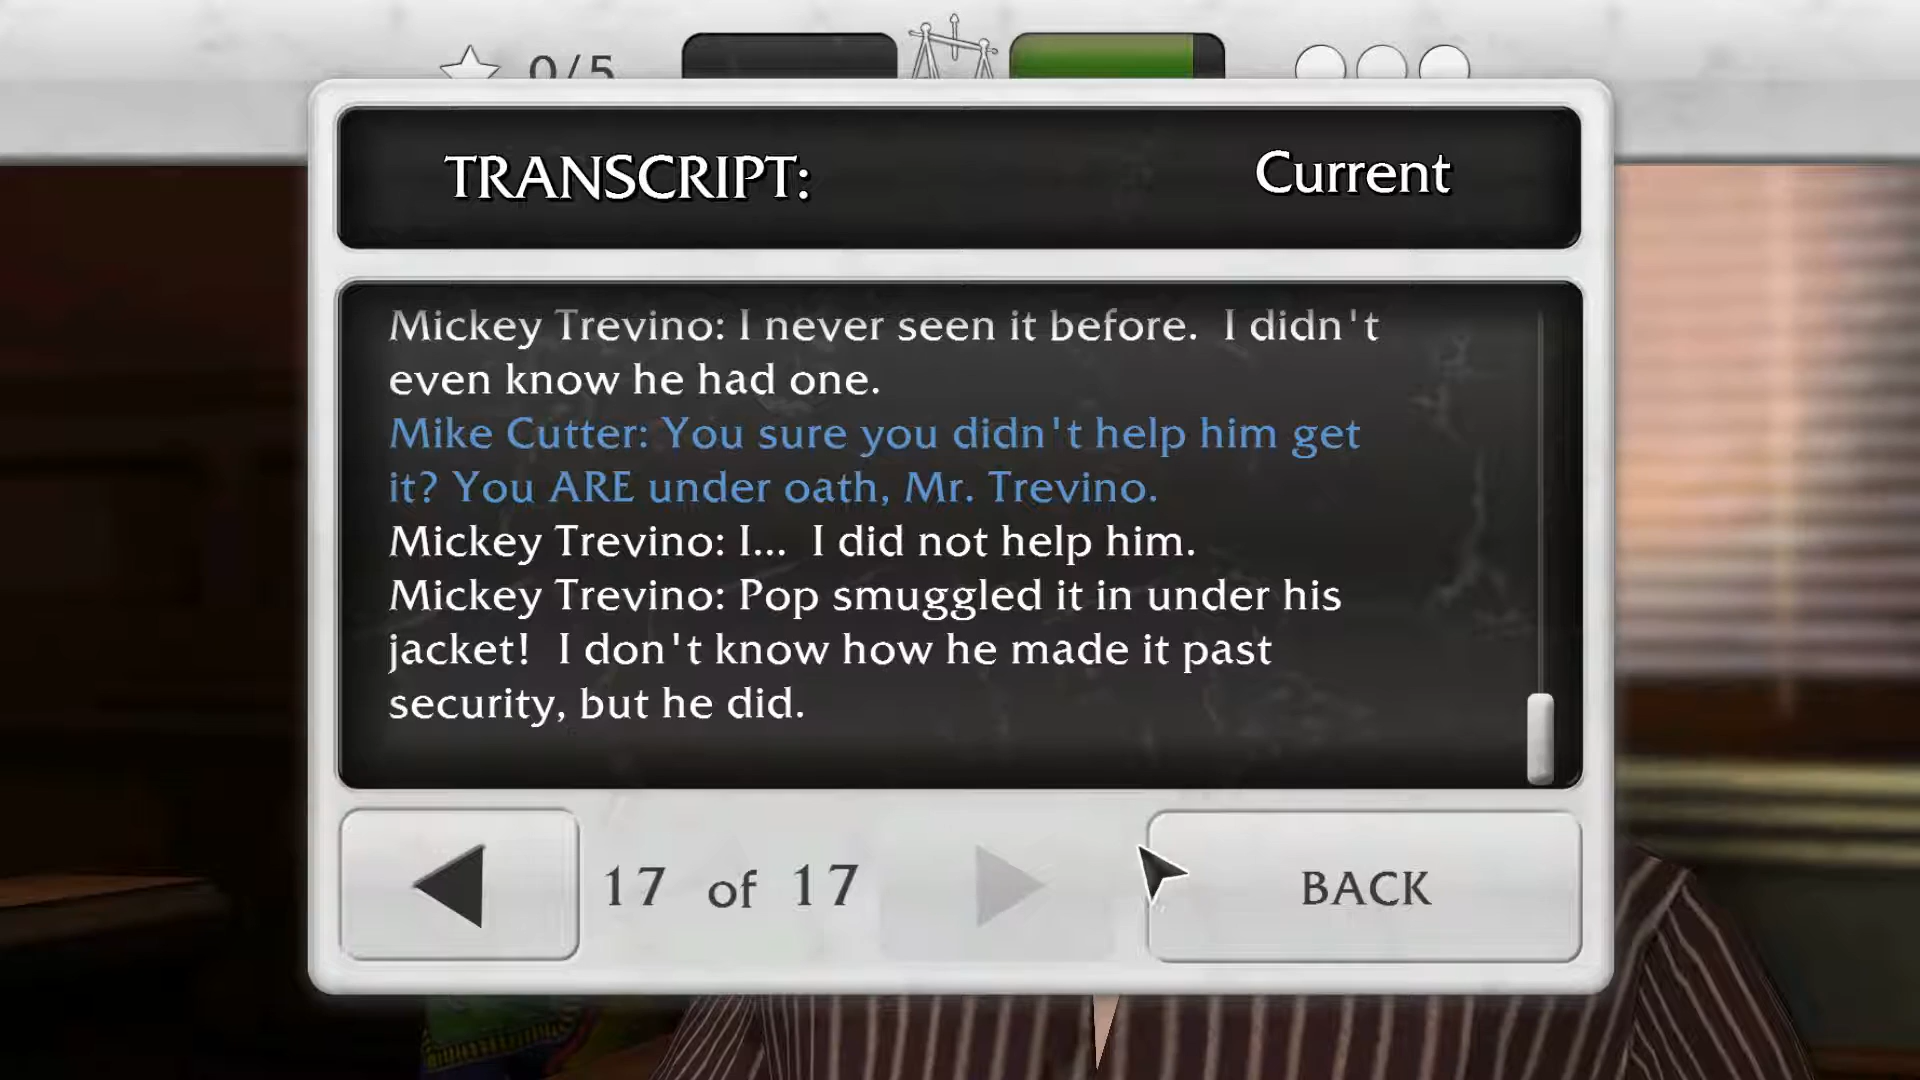 0/5
TRANSCRIPT:
Current
Mickey Trevino: I never seen it before.  I didn't
even know he had one.
Mike Cutter: You sure you didn't help him get
it? You ARE under oath, Mr. Trevino.
Mickey Trevino: I...  I did not help him.
Mickey Trevino: Pop smuggled it in under his
jacket!  I don't know how he made it past
security, but he did.
17 of 17
BACK